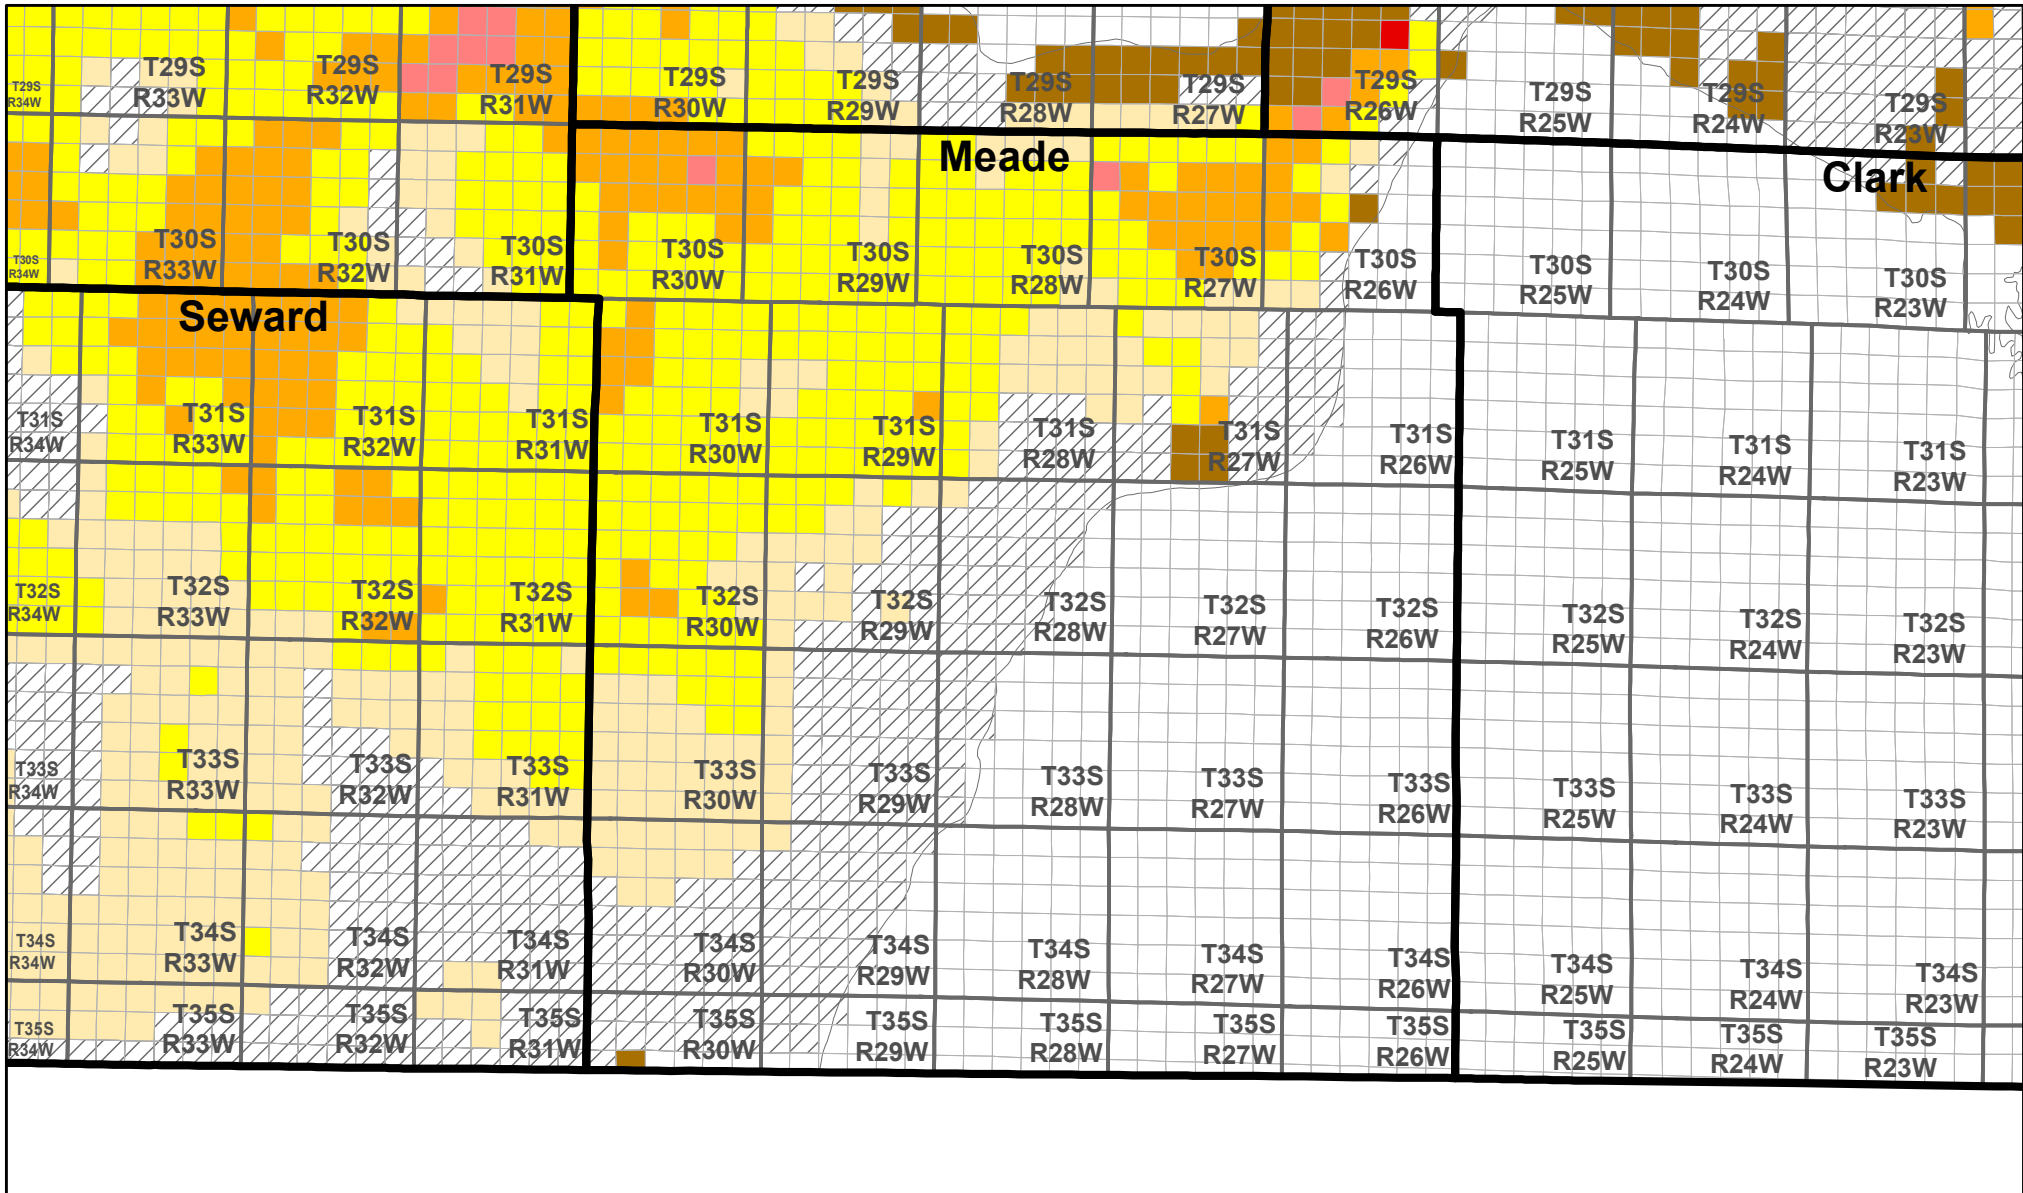 T29S
R34W
T29S
R33W
T29S
R32W
T29S
R31W
T29S
R30W
T29S
R29W
T29S
R28W
T29S
R27W
T29S
R26W
T29S
R25W
T29S
R24W
T29S
R23W
Meade
Clark
T30S
R34W
T30S
R33W
T30S
R32W
T30S
R31W
T30S
R30W
T30S
R29W
T30S
R28W
T30S
R27W
T30S
R26W
T30S
R25W
T30S
R24W
T30S
R23W
Seward
T31S
R34W
T31S
R33W
T31S
R32W
T31S
R31W
T31S
R30W
T31S
R29W
T31S
R28W
T31S
R27W
T31S
R26W
T31S
R25W
T31S
R24W
T31S
R23W
T32S
R34W
T32S
R33W
T32S
R32W
T32S
R31W
T32S
R30W
T32S
R29W
T32S
R28W
T32S
R27W
T32S
R26W
T32S
R25W
T32S
R24W
T32S
R23W
T33S
R34W
T33S
R33W
T33S
R32W
T33S
R31W
T33S
R30W
T33S
R29W
T33S
R28W
T33S
R27W
T33S
R26W
T33S
R25W
T33S
R24W
T33S
R23W
T34S
R34W
T34S
R33W
T34S
R32W
T34S
R31W
T34S
R30W
T34S
R29W
T34S
R28W
T34S
R27W
T34S
R26W
T34S
R25W
T34S
R24W
T34S
R23W
T35S
R34W
T35S
R33W
T35S
R32W
T35S
R31W
T35S
R30W
T35S
R29W
T35S
R28W
T35S
R27W
T35S
R26W
T35S
R25W
T35S
R24W
T35S
R23W